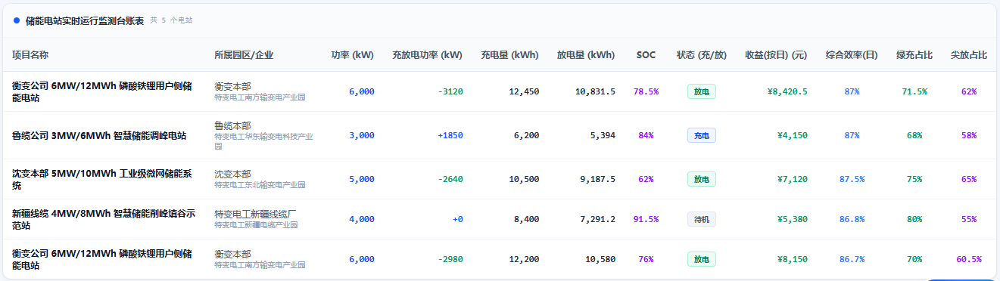 储能电站实时运行监测台账表 共 5 个电站
项目名称 所属园区/企业 功率 (kW) 充放电功率 (kW) 充电量 (kWh) 放电量 (kWh) SOC 状态 (充/放) 收益(按日) (元) 综合效率(日) 绿充占比 尖放占比
衡变公司 6MW/12MWh 磷酸铁锂用户侧储
能电站
衡变本部
特变电工南方输变电产业园
6,000 -3120 12,450 10,831.5 78.5% 放电 ¥8,420.5 87% 71.5% 62%
鲁缆公司 3MW/6MWh 智慧储能调峰电站
鲁缆本部
特变电工华东输变电科技产业
园
3,000 +1850 6,200 5,394 84% 充电 ¥4,150 87% 68% 58%
沈变本部 5MW/10MWh 工业级微网储能系
统
沈变本部
特变电工东北输变电产业园
5,000 -2640 10,500 9,187.5 62% 放电 ¥7,120 87.5% 75% 65%
新疆线缆 4MW/8MWh 智慧储能削峰填谷示
范站
特变电工新疆线缆厂
特变电工新疆电缆产业园
4,000 +0 8,400 7,291.2 91.5% 待机 ¥5,380 86.8% 80% 55%
衡变公司 6MW/12MWh 磷酸铁锂用户侧储
能电站
衡变本部
特变电工南方输变电产业园
6,000 -2980 12,200 10,580 76% 放电 ¥8,150 86.7% 70% 60.5%